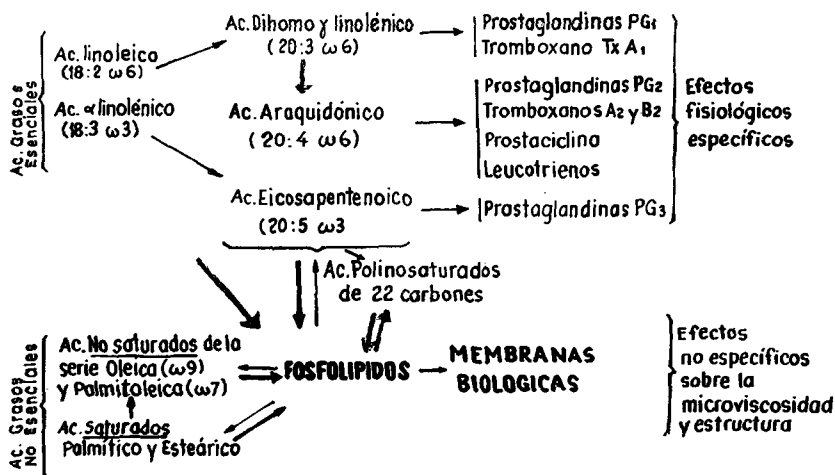 Ac. Grasos
Esenciales
Ac. linoleico
(18:2 ω6)
Ac. αlinolénico
(18:3 ω3)
Ac. Dihomo γ linolénico
(20:3 ω6)
Ac. Araquidónico
(20:4 ω6)
Ac. Eicosapentenoico
(20:5 ω3
Prostaglandinas PG1
Tromboxano TxA1
Prostaglandinas PG2
Tromboxanos A2 y B2
Prostaciclina
Leucotrienos
Prostaglandinas PG3
Efectos
fisiológicos
específicos
Ac. Polinosaturados
de 22 carbones
Ac. Grasos
No Esenciales
Ac. No saturados de la
serie Oleica (ω9)
y Palmitoleica (ω7)
Ac. saturados
Palmítico y Esteárico
FOSFOLIPIDOS
MEMBRANAS
BIOLOGICAS
Efectos
no específicos
sobre la
microviscosidad
y estructura